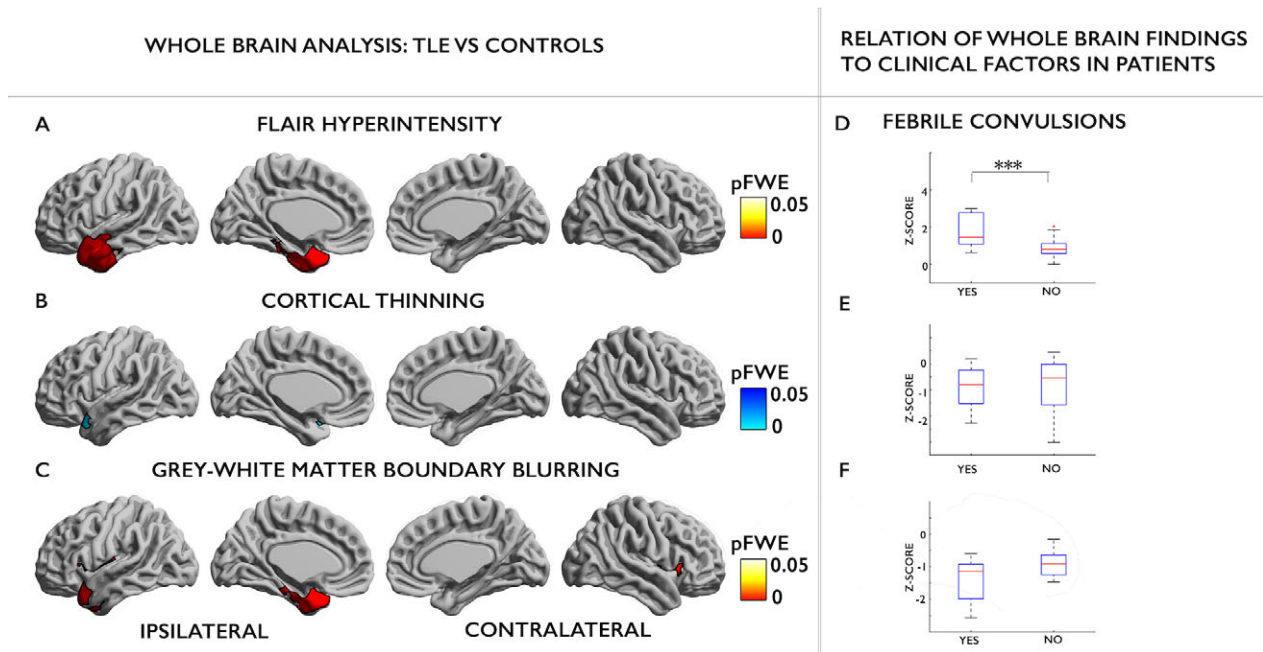 WHOLE BRAIN ANALYSIS: TLE VS CONTROLS
RELATION OF WHOLE BRAIN FINDINGS
TO CLINICAL FACTORS IN PATIENTS
A
FLAIR HYPERINTENSITY
pFWE
0.05
0
B
CORTICAL THINNING
pFWE
0.05
0
C
GREY-WHITE MATTER BOUNDARY BLURRING
pFWE
0.05
0
IPSILATERAL
CONTRALATERAL
D
FEBRILE CONVULSIONS
***
4
2
0
Z-SCORE
YES
NO
E
0
-1
-2
Z-SCORE
YES
NO
F
0
-1
-2
Z-SCORE
YES
NO